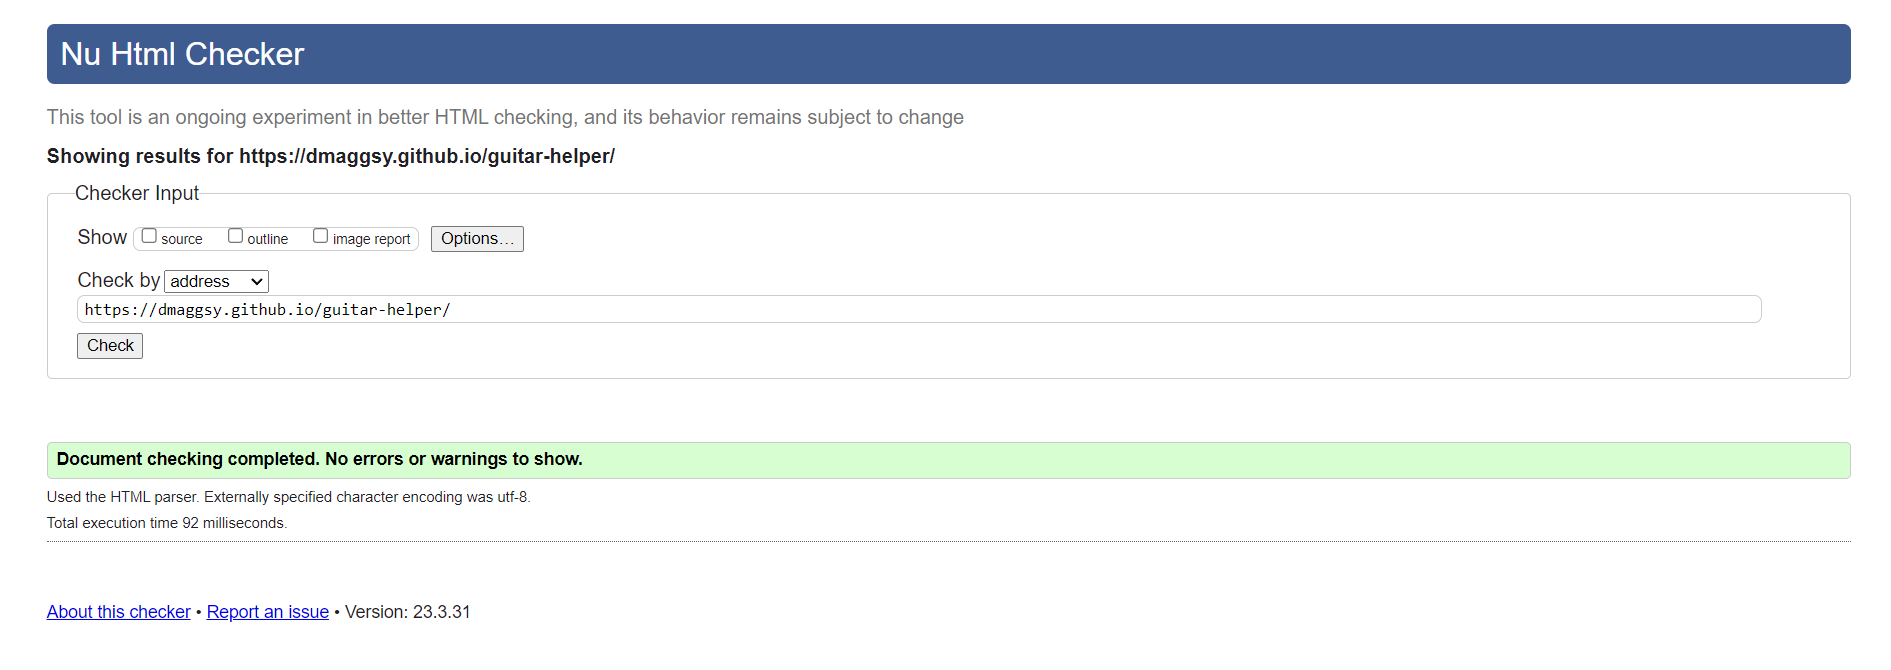 Nu Html Checker
This tool is an ongoing experiment in better HTML checking, and its behavior remains subject to change
Showing results for https://dmaggsy.github.io/guitar-helper/
Checker Input
Show source outline image report Options...
Check by address
https://dmaggsy.github.io/guitar-helper/
Check
Document checking completed. No errors or warnings to show.
Used the HTML parser. Externally specified character encoding was utf-8.
Total execution time 92 milliseconds.
About this checker • Report an issue • Version: 23.3.31